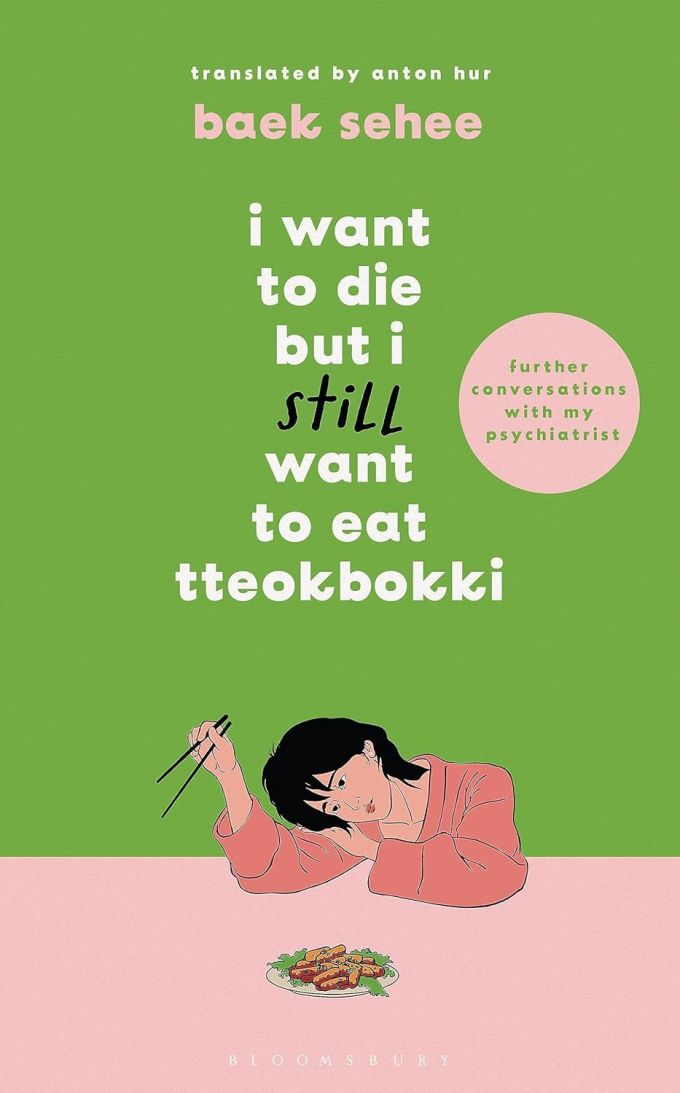 translated by anton hur
baek sehee
i want
to die
but i
still
want
to eat
tteokbokki
further
conversations
with my
psychiatrist
BLOOMSBURY